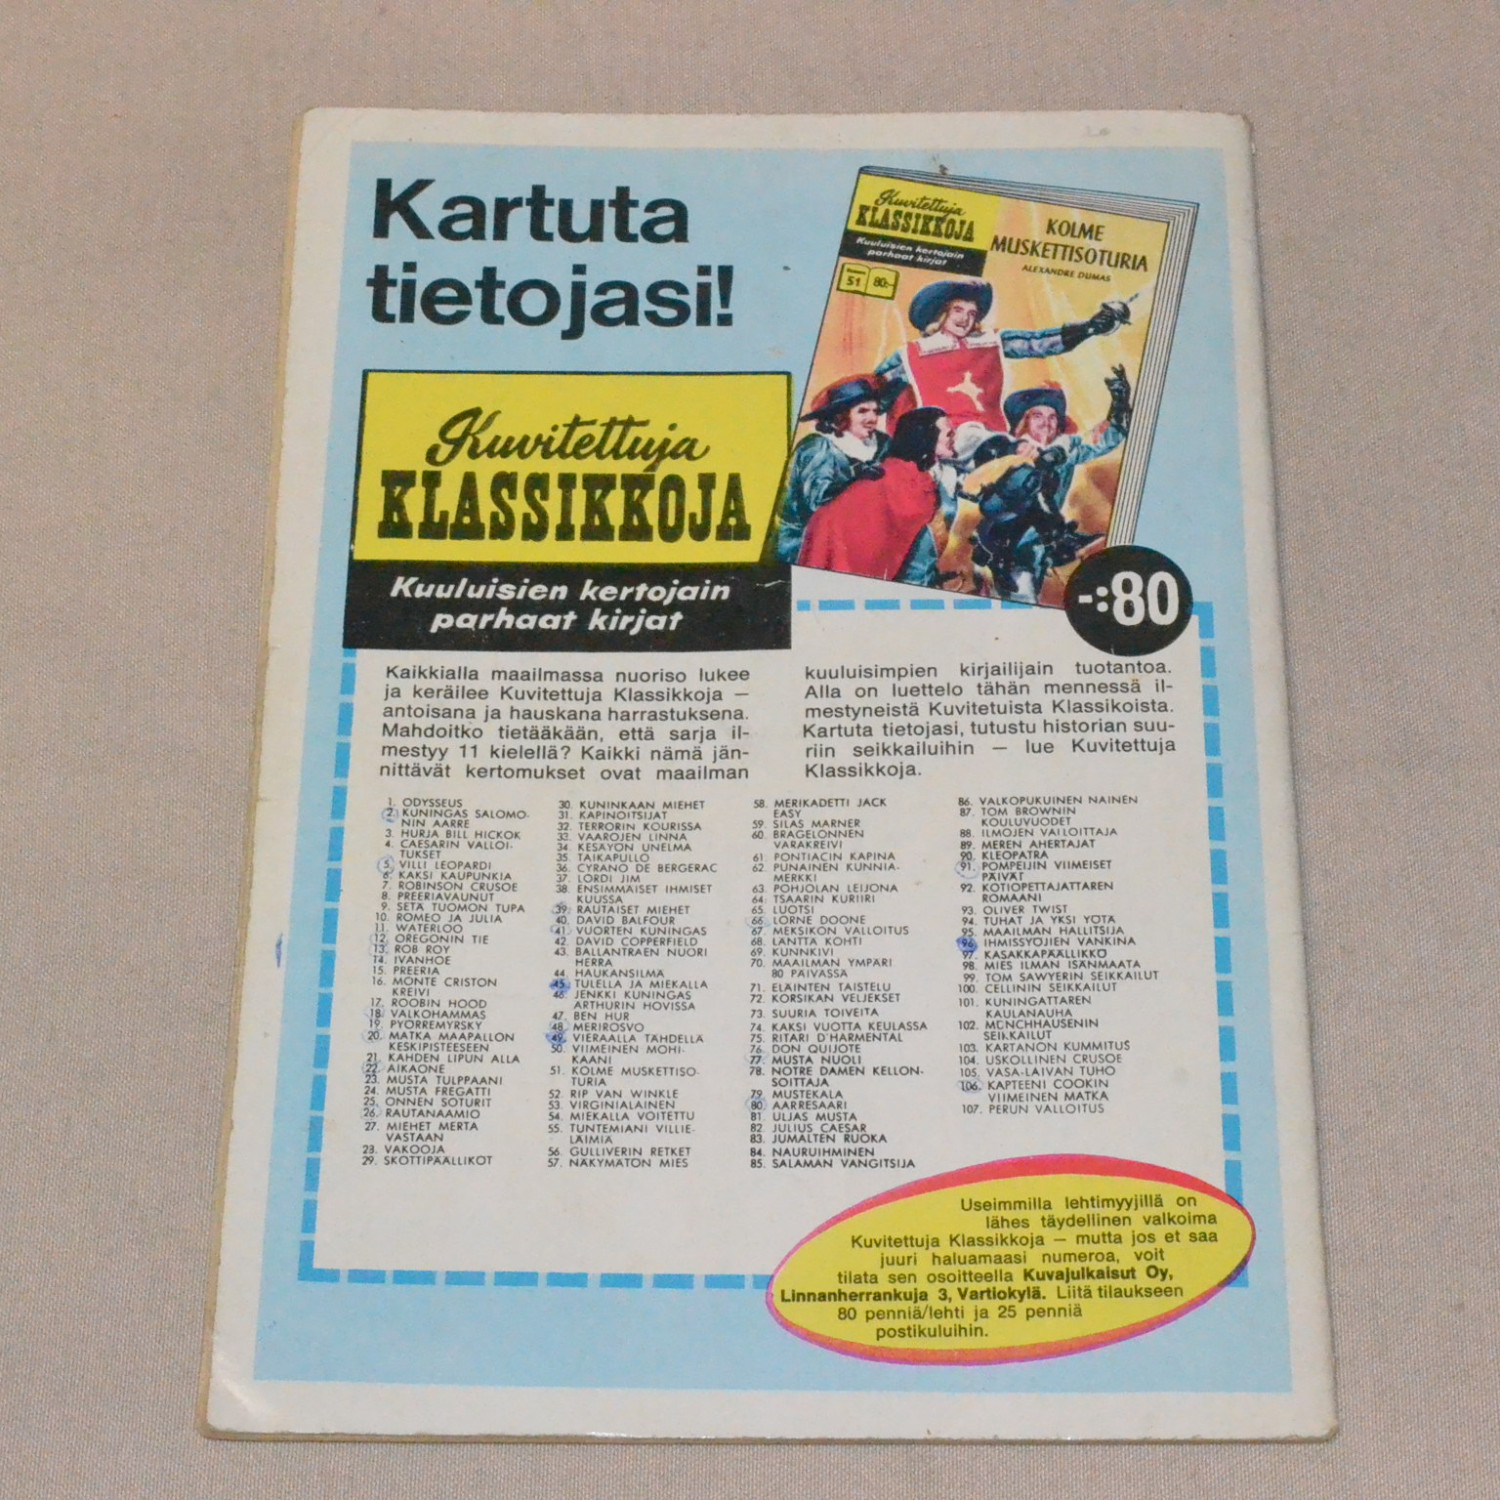 Kartuta
tietojasi!
Kuvitettuja
KLASSIKKOJA
Kuuluisien kertojain
parhaat kirjat
Kuvitettuja
KLASSIKKOJA
Kuuluisien kertojain
parhaat kirjat
51 80:-
KOLME
MUSKETTISOTURIA
ALEXANDRE DUMAS
-:80
Kaikkialla maailmassa nuoriso lukee
ja keräilee Kuvitettuja Klassikkoja —
antoisana ja hauskana harrastuksena.
Mahdoitko tietääkään, että sarja il-
mestyy 11 kielellä? Kaikki nämä jän-
nittävät kertomukset ovat maailman
kuuluisimpien kirjailijain tuotantoa.
Alla on luettelo tähän mennessä il-
mestyneistä Kuvitetuista Klassikoista.
Kartuta tietojasi, tutustu historian suu-
riin seikkailuihin — lue Kuvitettuja
Klassikkoja.
1. ODYSSEUS
2. KUNINGAS SALOMO-
NIN AARRE
3. HURJA BILL HICKOK
4. CAESARIN VALLOI-
TUKSET
5. VILLI LEOPARDI
6. KAKSI KAUPUNKIA
7. ROBINSON CRUSOE
8. PREERIAVAUNUT
9. SETÄ TUOMON TUPA
10. ROMEO JA JULIA
11. WATERLOO
12. OREGONIN TIE
13. ROB ROY
14. IVANHOE
15. PREERIA
16. MONTE CRISTON
KREIVI
17. ROOBIN HOOD
18. VALKOHAMMAS
19. PYÖRREMYRSKY
20. MATKA MAAPALLON
KESKIPISTEESEEN
21. KAHDEN LIPUN ALLA
22. AIKAONE
23. MUSTA TULPPAANI
24. MUSTA FREGATTI
25. ONNEN SOTURIT
26. RAUTANAAMIO
27. MIEHET MERTA
VASTAAN
28. VAKOOJA
29. SKOTTIPÄÄLLIKÖT
30. KUNINKAAN MIEHET
31. KAPINOITSIJAT
32. TERRORIN KOURISSA
33. VAAROJEN LINNA
34. KESÄYÖN UNELMA
35. TAIKAPULLO
36. CYRANO DE BERGERAC
37. LORDI JIM
38. ENSIMMÄISET IHMISET
KUUSSA
39. RAUTAISET MIEHET
40. DAVID BALFOUR
41. VUORTEN KUNINGAS
42. DAVID COPPERFIELD
43. BALLANTRAEN NUORI
HERRA
44. HAUKANSILMÄ
45. TULELLA JA MIEKALLA
46. JENKKI KUNINGAS
ARTHURIN HOVISSA
47. BEN HUR
48. MERIROSVO
49. VIERAALLA TÄHDELLÄ
50. VIIMEINEN MOHI-
KAANI
51. KOLME MUSKETTISO-
TURIA
52. RIP VAN WINKLE
53. VIRGINIALAINEN
54. MIEKALLA VOITETTU
55. TUNTEMIANI VILLIE-
LÄIMIÄ
56. GULLIVERIN RETKET
57. NÄKYMÄTÖN MIES
58. MERIKADETTI JACK
EASY
59. SILAS MARNER
60. BRAGELONNEN
VARAKREIVI
61. PONTIACIN KAPINA
62. PUNAINEN KUNNIA-
MERKKI
63. POHJOLAN LEIJONA
64. TSAARIN KURIIRI
65. LUOTSI
66. LORNE DOONE
67. MEKSIKON VALLOITUS
68. LÄNTTÄ KOHTI
69. KUNNKIVI
70. MAAILMAN YMPÄRI
80 PÄIVÄSSÄ
71. ELÄINTEN TAISTELU
72. KORSIKAN VELJEKSET
73. SUURIA TOIVEITA
74. KAKSI VUOTTA KEULASSA
75. RITARI D'HARMENTAL
76. DON QUIJOTE
77. MUSTA NUOLI
78. NOTRE DAMEN KELLON-
SOITTAJA
79. MUSTEKALA
80. AARRESAARI
81. ULJAS MUSTA
82. JULIUS CAESAR
83. JUMALTEN RUOKA
84. NAURUIHMINEN
85. SALAMAN VANGITSIJA
86. VALKOPUKUINEN NAINEN
87. TOM BROWNIN
KOULUVUODET
88. ILMOJEN VALLOITTAJA
89. MEREN AHERTAJAT
90. KLEOPATRA
91. POMPEIJIN VIIMEISET
PÄIVÄT
92. KOTIOPETTAJATTAREN
ROMAANI
93. OLIVER TWIST
94. TUHAT JA YKSI YÖTÄ
95. MAAILMAN HALLITSIJA
96. IHMISSYÖJIEN VANKINA
97. KASAKKAPÄÄLLIKKÖ
98. MIES ILMAN ISÄNMAATA
99. TOM SAWYERIN SEIKKAILUT
100. CELLININ SEIKKAILUT
101. KUNINGATTAREN
KAULANAUHA
102. MÜNCHHAUSENIN
SEIKKAILUT
103. KARTANON KUMMITUS
104. USKOLLINEN CRUSOE
105. VASA-LAIVAN TUHO
106. KAPTEENI COOKIN
VIIMEINEN MATKA
107. PERUN VALLOITUS
Useimmilla lehtimyyjillä on
lähes täydellinen valkoima
Kuvitettuja Klassikkoja — mutta jos et saa
juuri haluamaasi numeroa, voit
tilata sen osoitteella Kuvajulkaisut Oy,
Linnanherrankuja 3, Vartiokylä. Liitä tilaukseen
80 penniä/lehti ja 25 penniä
postikuluihin.